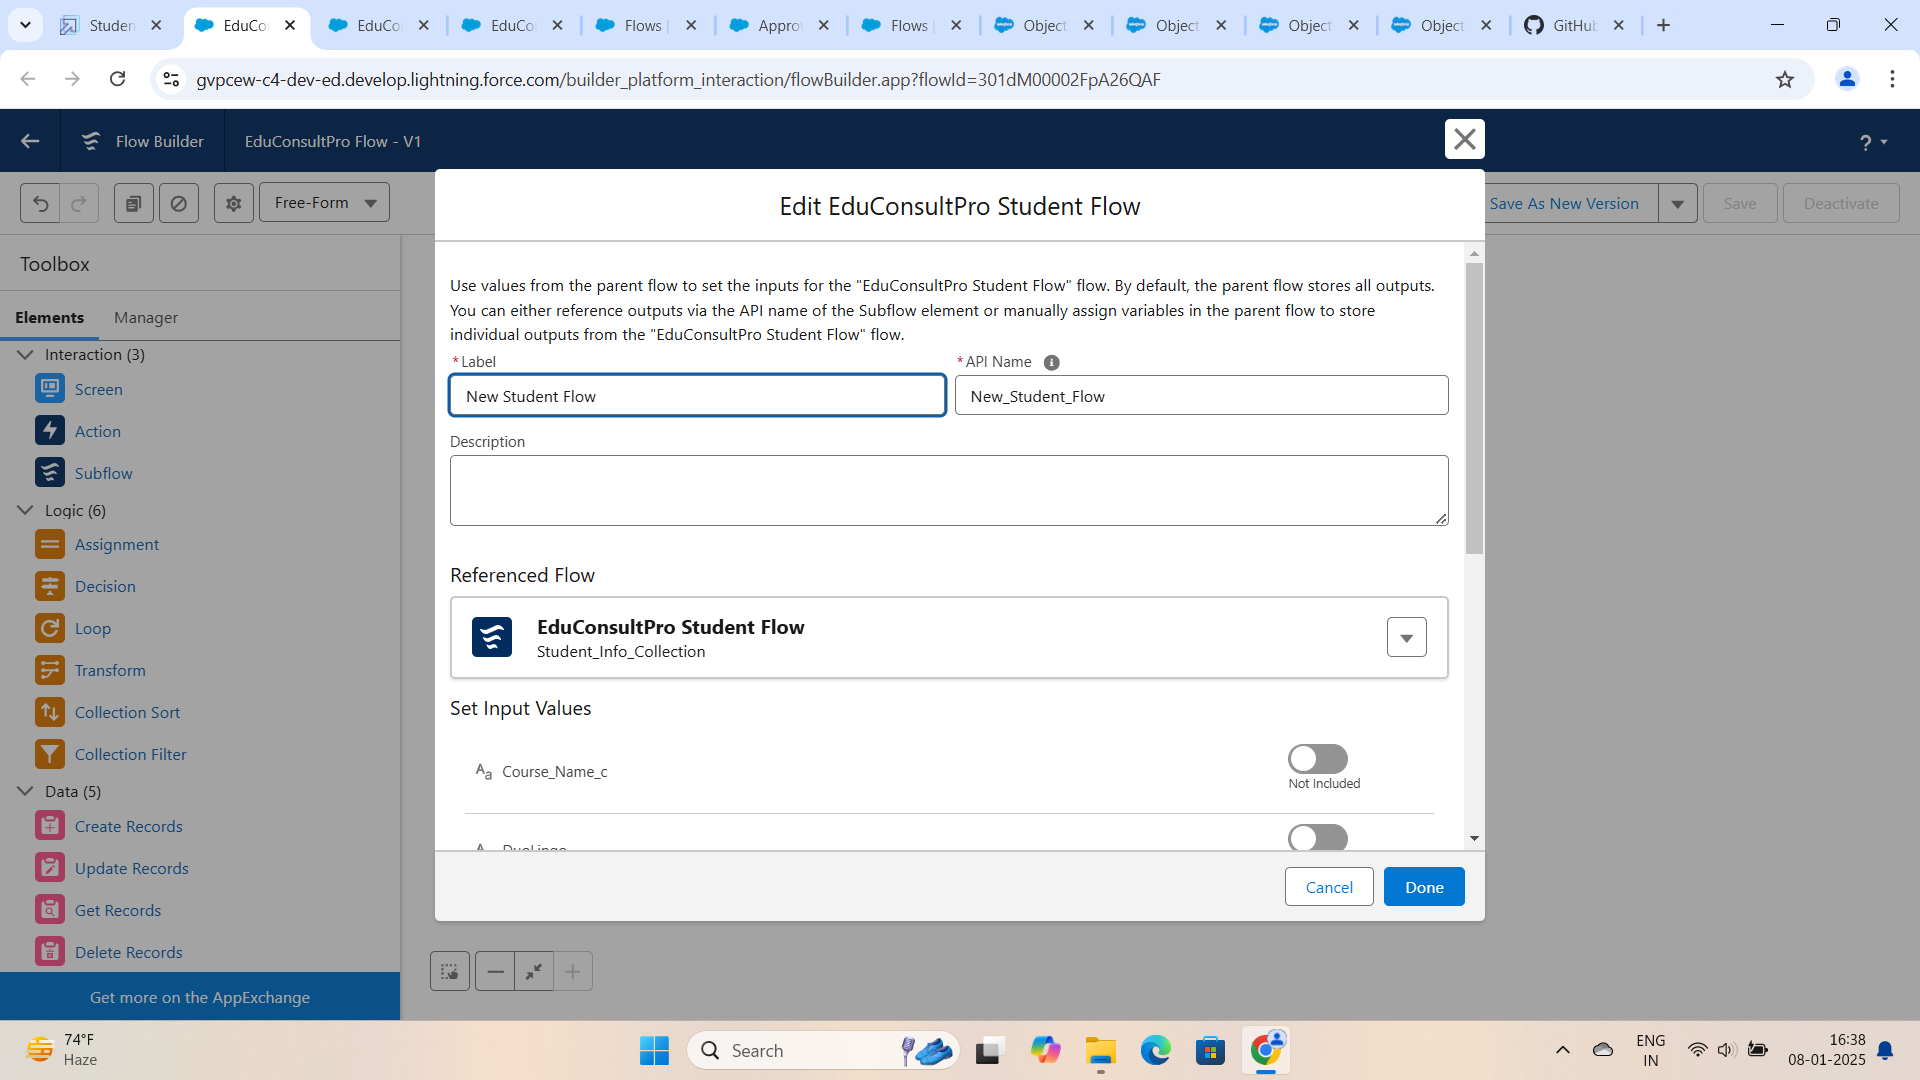 Studen
EduCo
EduCo
EduCo
Flows
Appro
Flows
Object
Object
Object
Object
GitHub
gvpcew-c4-dev-ed.develop.lightning.force.com/builder_platform_interaction/flowBuilder.app?flowId=301dM00002FpA26QAF
Flow Builder
EduConsultPro Flow - V1
?
Free-Form
Save As New Version
Save
Deactivate
Toolbox
Elements
Manager
Interaction (3)
Screen
Action
Subflow
Logic (6)
Assignment
Decision
Loop
Transform
Collection Sort
Collection Filter
Data (5)
Create Records
Update Records
Get Records
Delete Records
Get more on the AppExchange
Edit EduConsultPro Student Flow
Use values from the parent flow to set the inputs for the "EduConsultPro Student Flow" flow. By default, the parent flow stores all outputs.
You can either reference outputs via the API name of the Subflow element or manually assign variables in the parent flow to store
individual outputs from the "EduConsultPro Student Flow" flow.
*Label
*API Name
New Student Flow
New_Student_Flow
Description
Referenced Flow
EduConsultPro Student Flow
Student_Info_Collection
Set Input Values
Aa Course_Name_c
Not Included
DuoLingo
Cancel
Done
74°F
Haze
Search
ENG
IN
16:38
08-01-2025